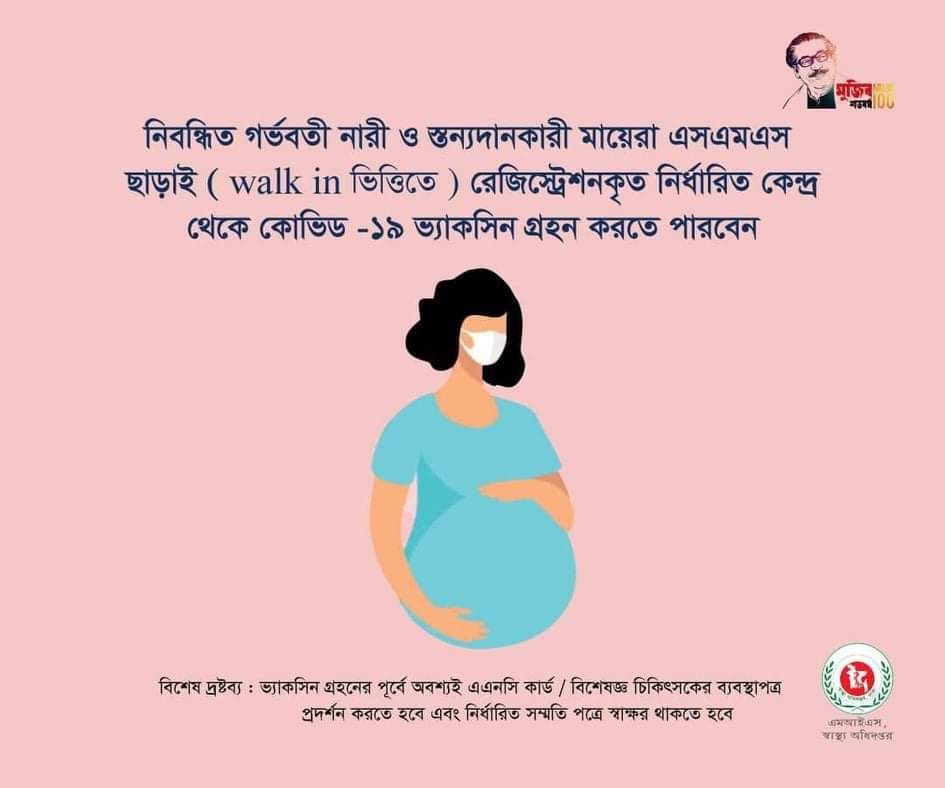 মুজিব
শতবর্ষ 100
নিবন্ধিত গর্ভবতী নারী ও স্তন্যদানকারী মায়েরা এসএমএস
ছাড়াই ( walk in ভিত্তিতে ) রেজিস্ট্রেশনকৃত নির্ধারিত কেন্দ্র
থেকে কোভিড -১৯ ভ্যাকসিন গ্রহন করতে পারবেন
বিশেষ দ্রষ্টব্য : ভ্যাকসিন গ্রহনের পূর্বে অবশ্যই এএনসি কার্ড / বিশেষজ্ঞ চিকিৎসকের ব্যবস্থাপত্র
প্রদর্শন করতে হবে এবং নির্ধারিত সম্মতি পত্রে স্বাক্ষর থাকতে হবে
এমআইএস,
স্বাস্থ্য অধিদপ্তর